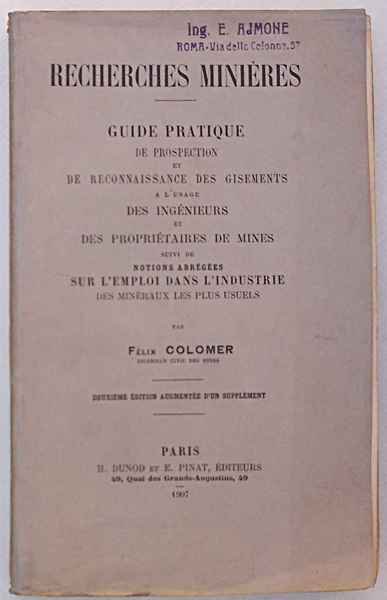 Ing. E. AJMONE
ROMA-Via delle Colonne, 37
RECHERCHES MINIÈRES
GUIDE PRATIQUE
DE PROSPECTION
ET
DE RECONNAISSANCE DES GISEMENTS
A L'USAGE
DES INGÉNIEURS
ET
DES PROPRIÉTAIRES DE MINES
SUIVI DE
NOTIONS ABRÉGÉES
SUR L'EMPLOI DANS L'INDUSTRIE
DES MINÉRAUX LES PLUS USUELS
PAR
FÉLIX COLOMER
INGÉNIEUR CIVIL DES MINES
DEUXIÈME ÉDITION AUGMENTÉE D'UN SUPPLÉMENT
PARIS
H. DUNOD ET E. PINAT, ÉDITEURS
49, Quai des Grands-Augustins, 49
1907